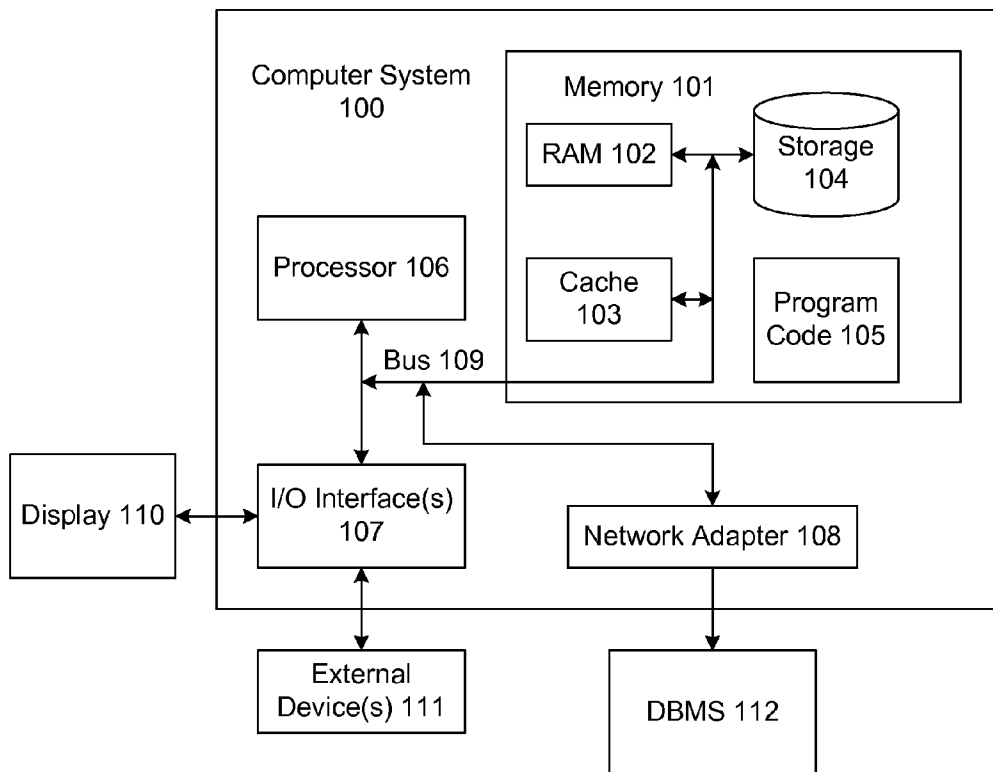 Computer System
100
Memory 101
RAM 102
Storage
104
Processor 106
Cache
103
Program
Code 105
Bus 109
Display 110
I/O Interface(s)
107
Network Adapter 108
External
Device(s) 111
DBMS 112